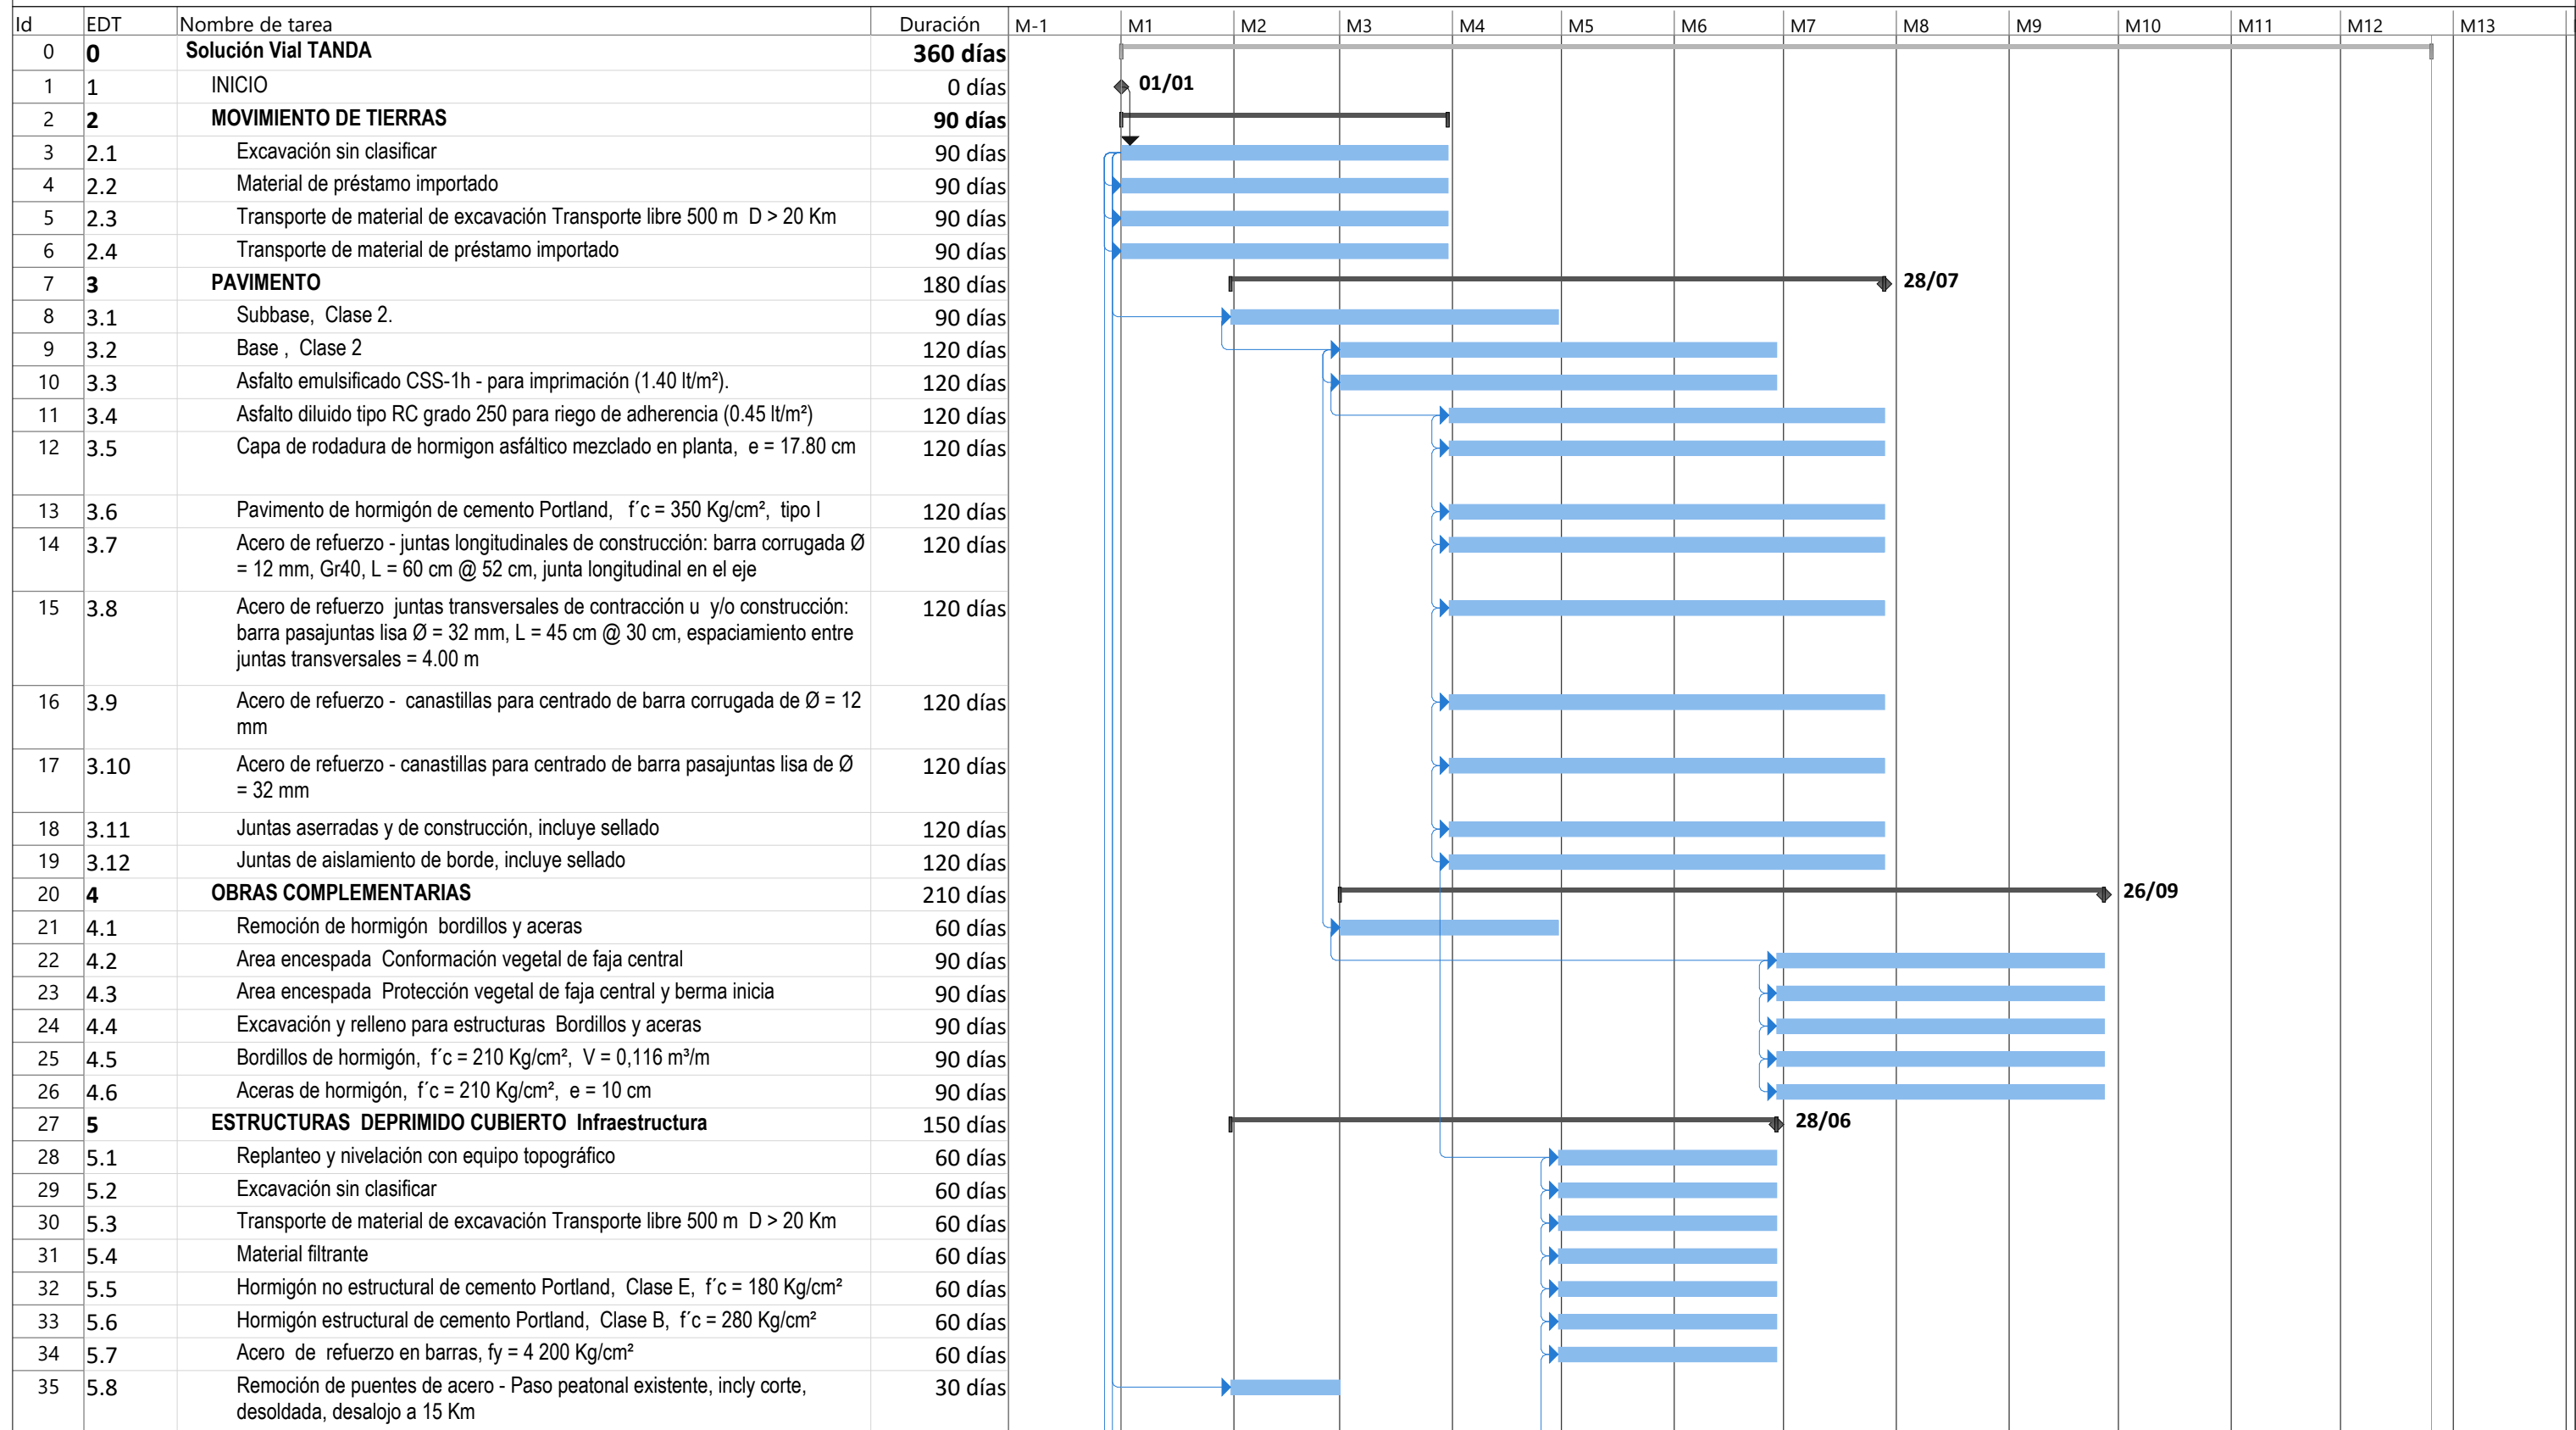 Id EDT Nombre de tarea Duración M-1 M1 M2 M3 M4 M5 M6 M7 M8 M9 M10 M11 M12 M13
0 0 Solución Vial TANDA 360 días
1 1 INICIO 0 días 01/01
2 2 MOVIMIENTO DE TIERRAS 90 días
3 2.1 Excavación sin clasificar 90 días
4 2.2 Material de préstamo importado 90 días
5 2.3 Transporte de material de excavación Transporte libre 500 m D > 20 Km 90 días
6 2.4 Transporte de material de préstamo importado 90 días
7 3 PAVIMENTO 180 días 28/07
8 3.1 Subbase, Clase 2. 90 días
9 3.2 Base , Clase 2 120 días
10 3.3 Asfalto emulsificado CSS-1h - para imprimación (1.40 lt/m²). 120 días
11 3.4 Asfalto diluido tipo RC grado 250 para riego de adherencia (0.45 lt/m²) 120 días
12 3.5 Capa de rodadura de hormigon asfáltico mezclado en planta, e = 17.80 cm 120 días
13 3.6 Pavimento de hormigón de cemento Portland, f´c = 350 Kg/cm², tipo I 120 días
14 3.7 Acero de refuerzo - juntas longitudinales de construcción: barra corrugada Ø 120 días
= 12 mm, Gr40, L = 60 cm @ 52 cm, junta longitudinal en el eje
15 3.8 Acero de refuerzo juntas transversales de contracción u y/o construcción: 120 días
barra pasajuntas lisa Ø = 32 mm, L = 45 cm @ 30 cm, espaciamiento entre
juntas transversales = 4.00 m
16 3.9 Acero de refuerzo - canastillas para centrado de barra corrugada de Ø = 12 120 días
mm
17 3.10 Acero de refuerzo - canastillas para centrado de barra pasajuntas lisa de Ø 120 días
= 32 mm
18 3.11 Juntas aserradas y de construcción, incluye sellado 120 días
19 3.12 Juntas de aislamiento de borde, incluye sellado 120 días
20 4 OBRAS COMPLEMENTARIAS 210 días 26/09
21 4.1 Remoción de hormigón bordillos y aceras 60 días
22 4.2 Area encespada Conformación vegetal de faja central 90 días
23 4.3 Area encespada Protección vegetal de faja central y berma inicia 90 días
24 4.4 Excavación y relleno para estructuras Bordillos y aceras 90 días
25 4.5 Bordillos de hormigón, f´c = 210 Kg/cm², V = 0,116 m³/m 90 días
26 4.6 Aceras de hormigón, f´c = 210 Kg/cm², e = 10 cm 90 días
27 5 ESTRUCTURAS DEPRIMIDO CUBIERTO Infraestructura 150 días 28/06
28 5.1 Replanteo y nivelación con equipo topográfico 60 días
29 5.2 Excavación sin clasificar 60 días
30 5.3 Transporte de material de excavación Transporte libre 500 m D > 20 Km 60 días
31 5.4 Material filtrante 60 días
32 5.5 Hormigón no estructural de cemento Portland, Clase E, f´c = 180 Kg/cm² 60 días
33 5.6 Hormigón estructural de cemento Portland, Clase B, f´c = 280 Kg/cm² 60 días
34 5.7 Acero de refuerzo en barras, fy = 4 200 Kg/cm² 60 días
35 5.8 Remoción de puentes de acero - Paso peatonal existente, incly corte, 30 días
desoldada, desalojo a 15 Km